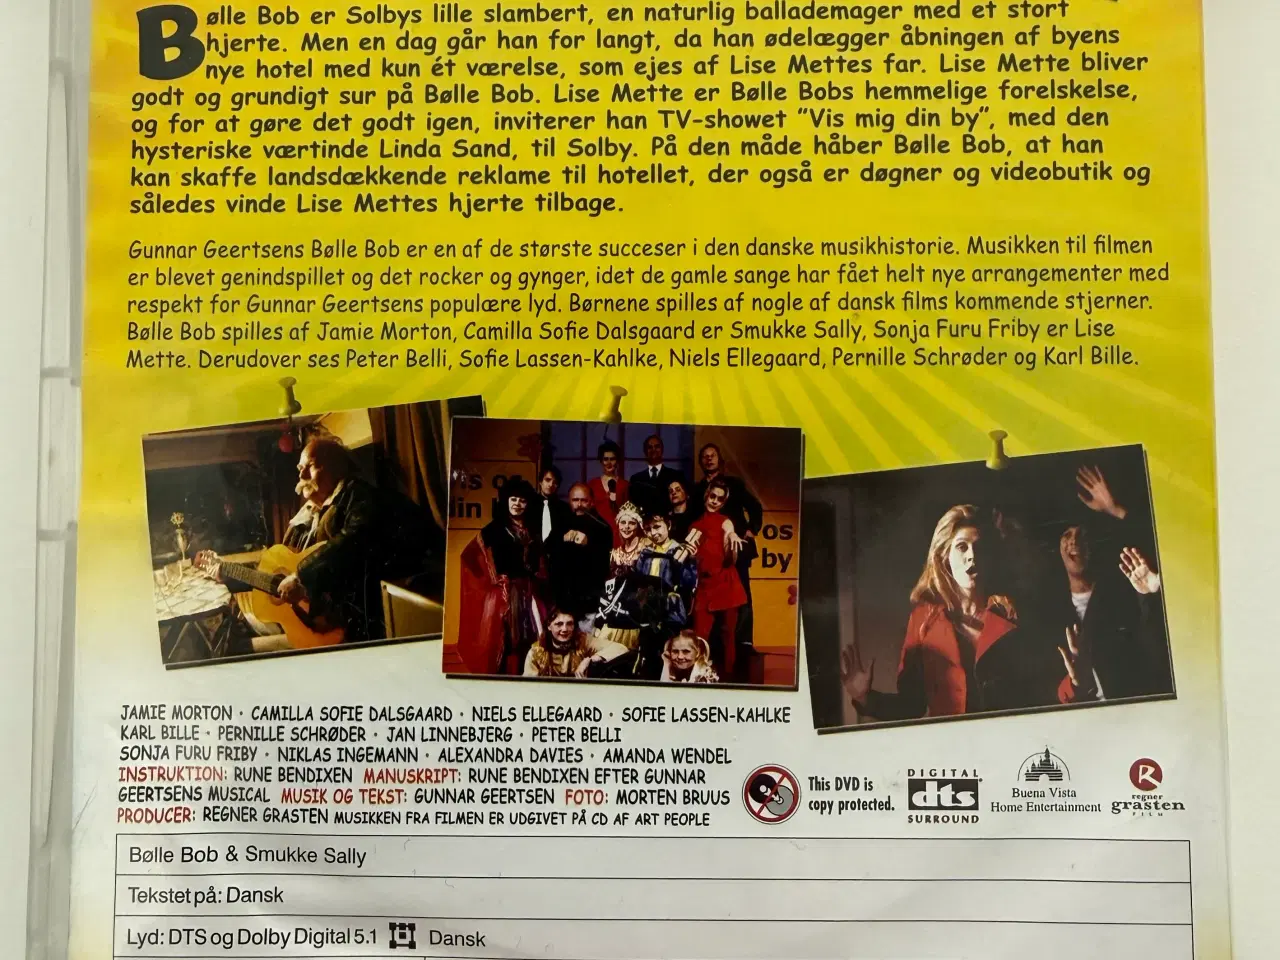 Bølle Bob er Solbys lille slambert, en naturlig ballademager med et stort
hjerte. Men en dag går han for langt, da han ødelægger åbningen af byens
nye hotel med kun ét værelse, som ejes af Lise Mettes far. Lise Mette bliver
godt og grundigt sur på Bølle Bob. Lise Mette er Bølle Bobs hemmelige forelskelse,
og for at gøre det godt igen, inviterer han TV-showet "Vis mig din by", med den
hysteriske værtinde Linda Sand, til Solby. På den måde håber Bølle Bob, at han
kan skaffe landsdækkende reklame til hotellet, der også er døgner og videobutik og
således vinde Lise Mettes hjerte tilbage.
Gunnar Geertsens Bølle Bob er en af de største succeser i den danske musikhistorie. Musikken til filmen
er blevet genindspillet og det rocker og gynger, idet de gamle sange har fået helt nye arrangementer med
respekt for Gunnar Geertsens populære lyd. Børnene spilles af nogle af dansk films kommende stjerner.
Bølle Bob spilles af Jamie Morton, Camilla Sofie Dalsgaard er Smukke Sally, Sonja Furu Friby er Lise
Mette. Derudover ses Peter Belli, Sofie Lassen-Kahlke, Niels Ellegaard, Pernille Schrøder og Karl Bille.
os
by
JAMIE MORTON · CAMILLA SOFIE DALSGAARD · NIELS ELLEGAARD · SOFIE LASSEN-KAHLKE
KARL BILLE · PERNILLE SCHRØDER · JAN LINNEBJERG · PETER BELLI
SONJA FURU FRIBY · NIKLAS INGEMANN · ALEXANDRA DAVIES · AMANDA WENDEL
INSTRUKTION: RUNE BENDIXEN MANUSKRIPT: RUNE BENDIXEN EFTER GUNNAR
GEERTSENS MUSICAL MUSIK OG TEKST: GUNNAR GEERTSEN FOTO: MORTEN BRUUS
PRODUCER: REGNER GRASTEN MUSIKKEN FRA FILMEN ER UDGIVET PÅ CD AF ART PEOPLE
This DVD is
copy protected.
DIGITAL
dts
SURROUND
Buena Vista
Home Entertainment
R
regner
grasten
FILM
Bølle Bob & Smukke Sally
Tekstet på: Dansk
Lyd: DTS og Dolby Digital 5.1 Dansk